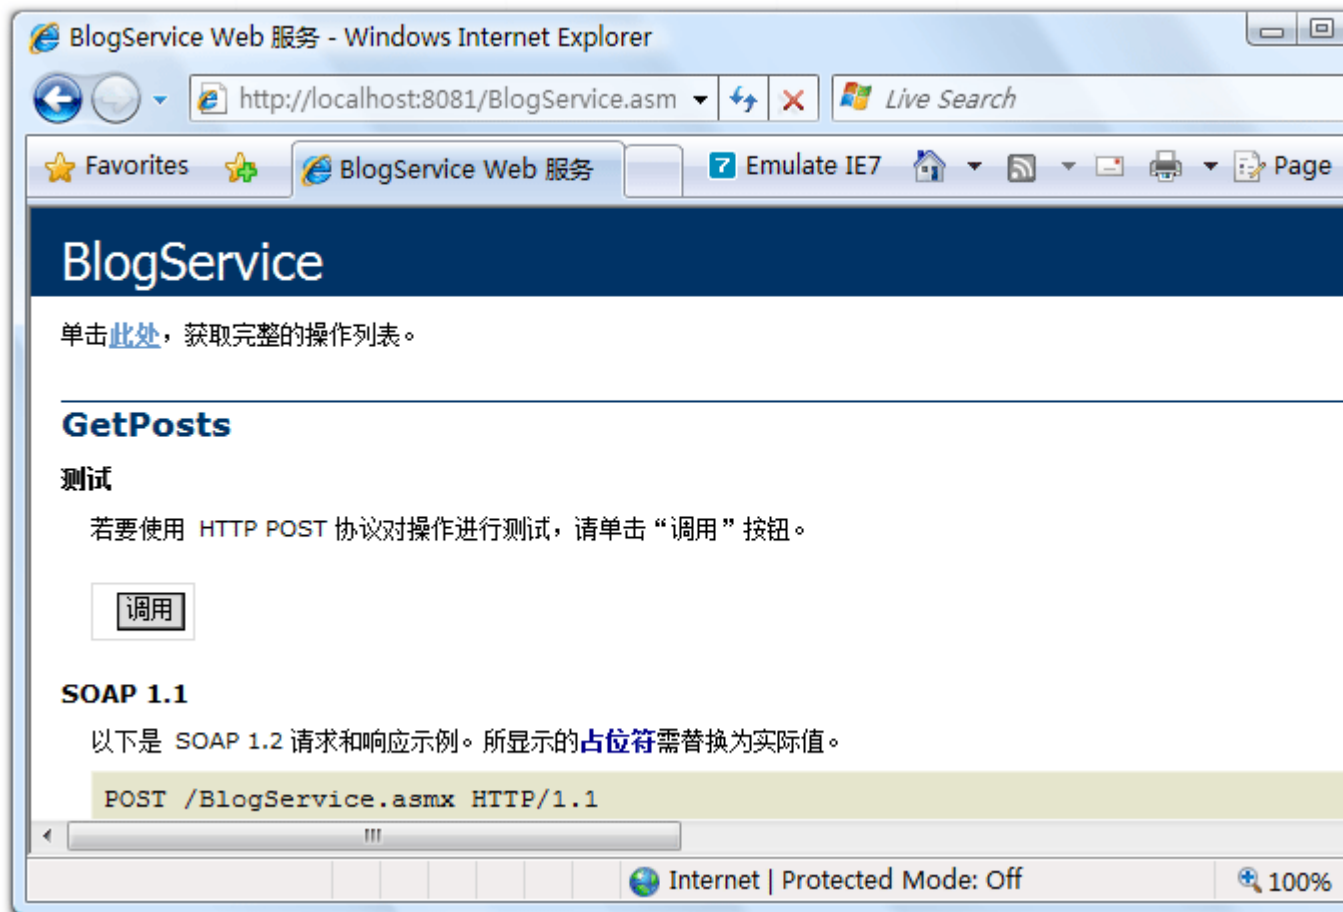 BlogService Web 服务 - Windows Internet Explorer
http://localhost:8081/BlogService.asm
Live Search
Favorites
BlogService Web 服务
Emulate IE7
Page
BlogService
单击此处，获取完整的操作列表。
GetPosts
测试
若要使用 HTTP POST 协议对操作进行测试，请单击“调用”按钮。
调用
SOAP 1.1
以下是 SOAP 1.2 请求和响应示例。所显示的占位符需替换为实际值。
POST /BlogService.asmx HTTP/1.1
Internet | Protected Mode: Off
100%